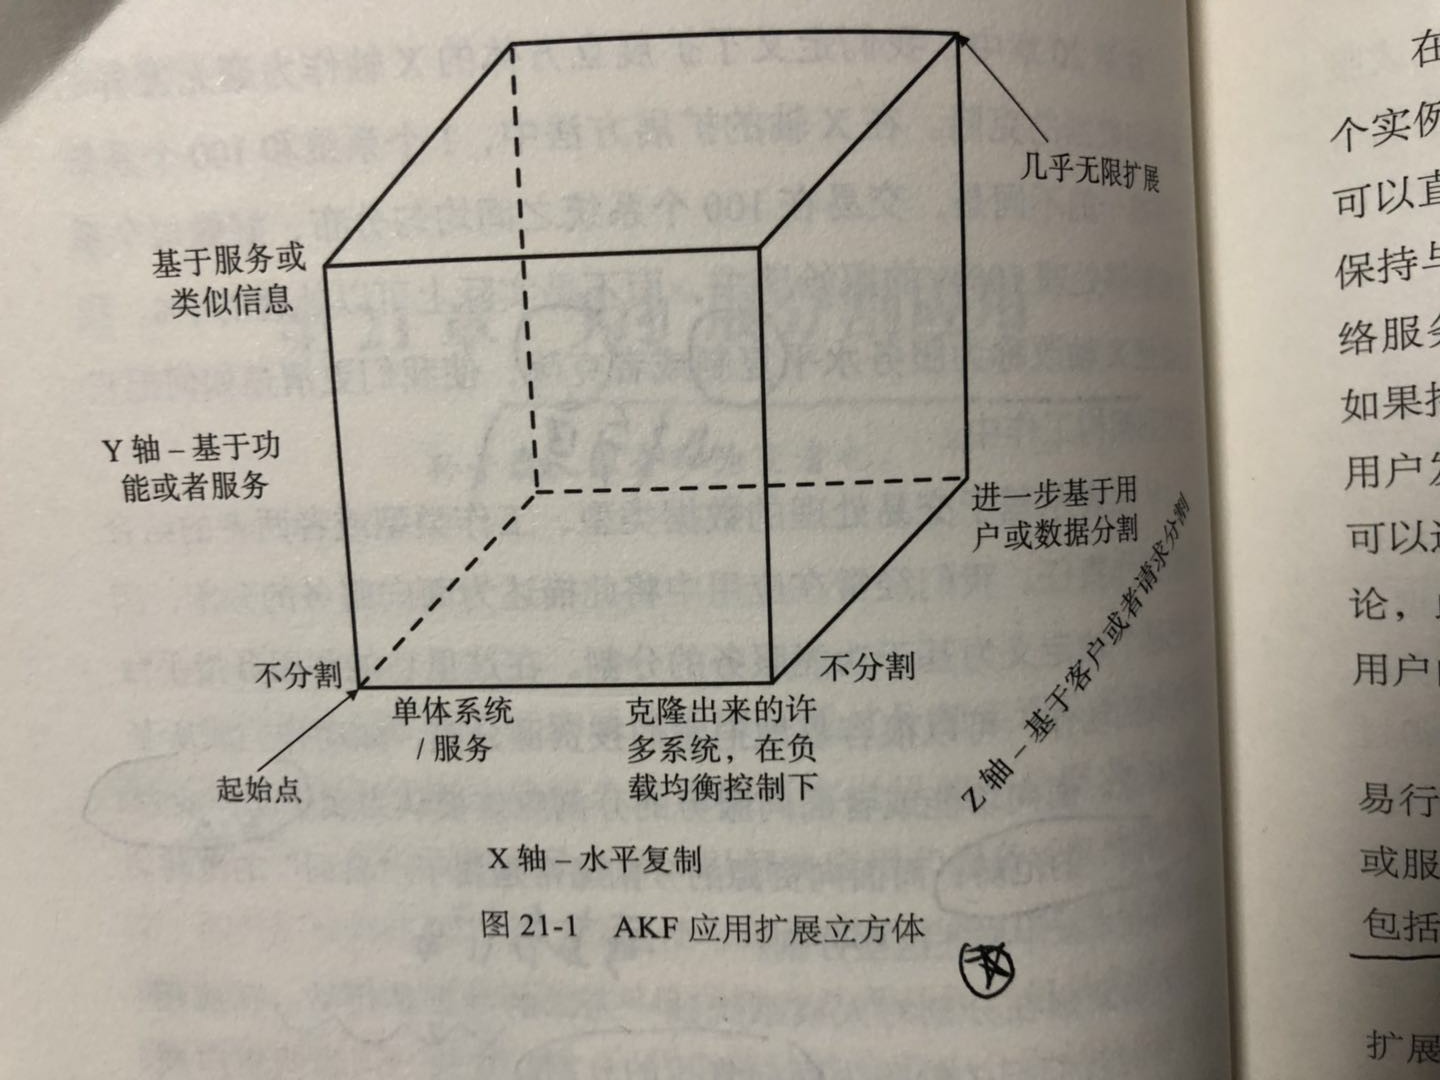 几乎无限扩展
基于服务或
类似信息
Y 轴 – 基于功
能或者服务
进一步基于用
户或数据分割
Z 轴 – 基于客户或者请求分割
不分割
不分割
单体系统
/ 服务
克隆出来的许
多系统，在负
载均衡控制下
起始点
X 轴 – 水平复制
图 21-1 AKF 应用扩展立方体
在
个实例
可以直
保持与
络服务
如果
用户
可以
论，
用户
易行
或服
包括
扩展